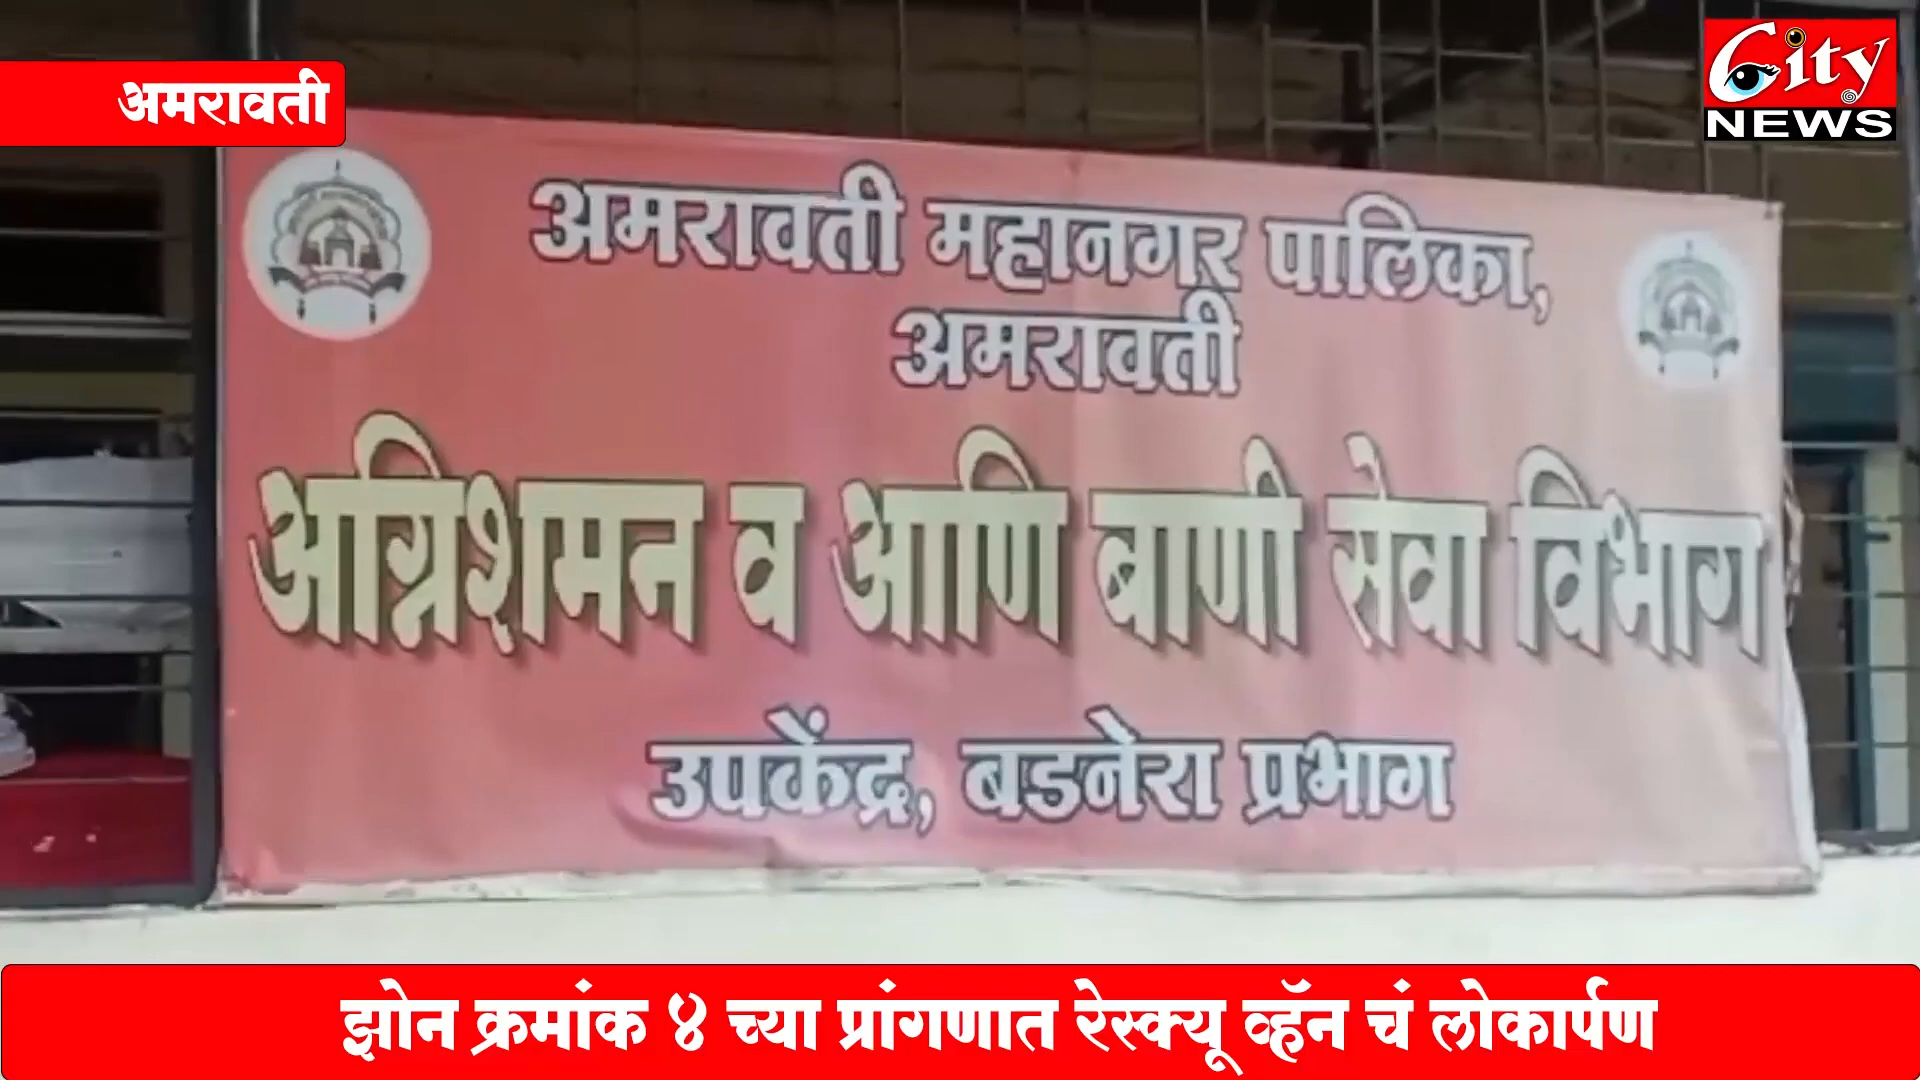 अमरावती
City
NEWS
अमरावती महानगर पालिका,
अमरावती
अग्निशमन व आणि बाणी सेवा विभाग
उपकेंद्र, बडनेरा प्रभाग
झोन क्रमांक ४ च्या प्रांगणात रेस्क्यू व्हॅन चं लोकार्पण